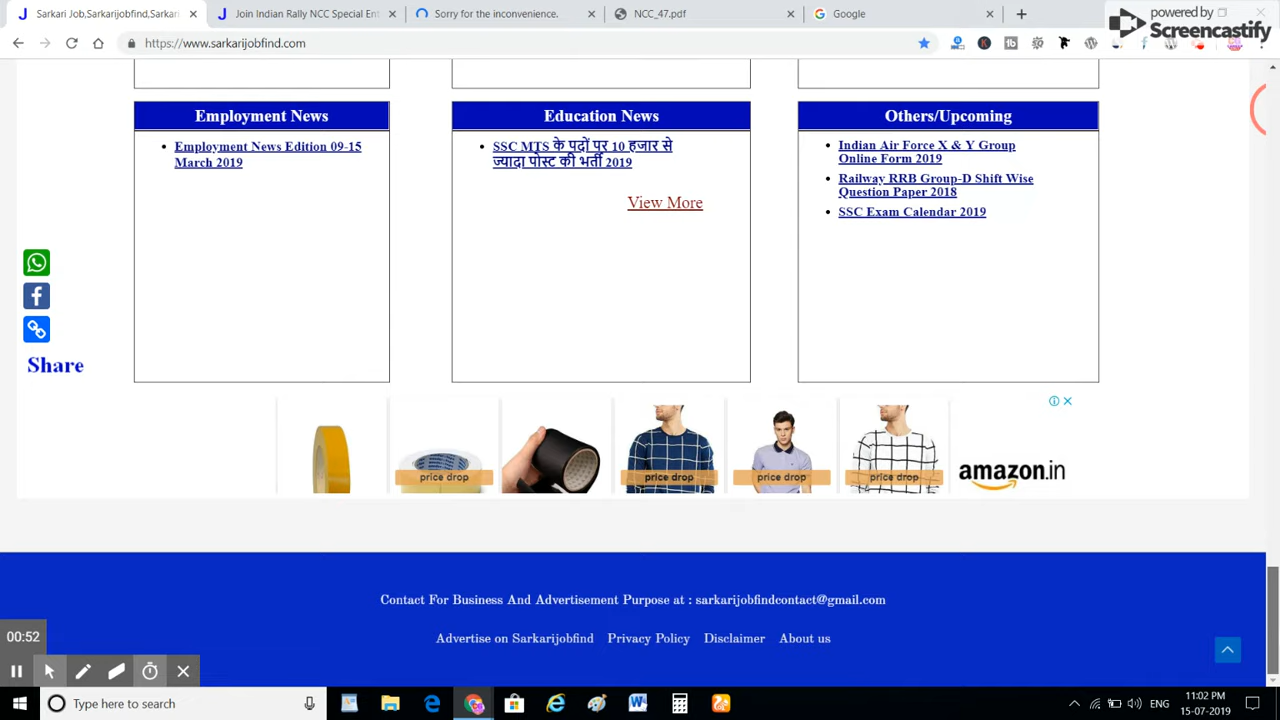 Sarkari Job,Sarkarijobfind,Sarkari
Join Indian Rally NCC Special Ent
Sorry for the inconvenience.
NCC_47.pdf
Google
powered by
Screencastify
https://www.sarkarijobfind.com
Employment News
Education News
Others/Upcoming
Employment News Edition 09-15
March 2019
SSC MTS के पदों पर 10 हजार से
ज्यादा पोस्ट की भर्ती 2019
View More
Indian Air Force X & Y Group
Online Form 2019
Railway RRB Group-D Shift Wise
Question Paper 2018
SSC Exam Calendar 2019
Share
price drop
price drop
price drop
price drop
amazon.in
Contact For Business And Advertisement Purpose at : sarkarijobfindcontact@gmail.com
Advertise on Sarkarijobfind Privacy Policy Disclaimer About us
00:52
Type here to search
ENG
11:02 PM
15-07-2019